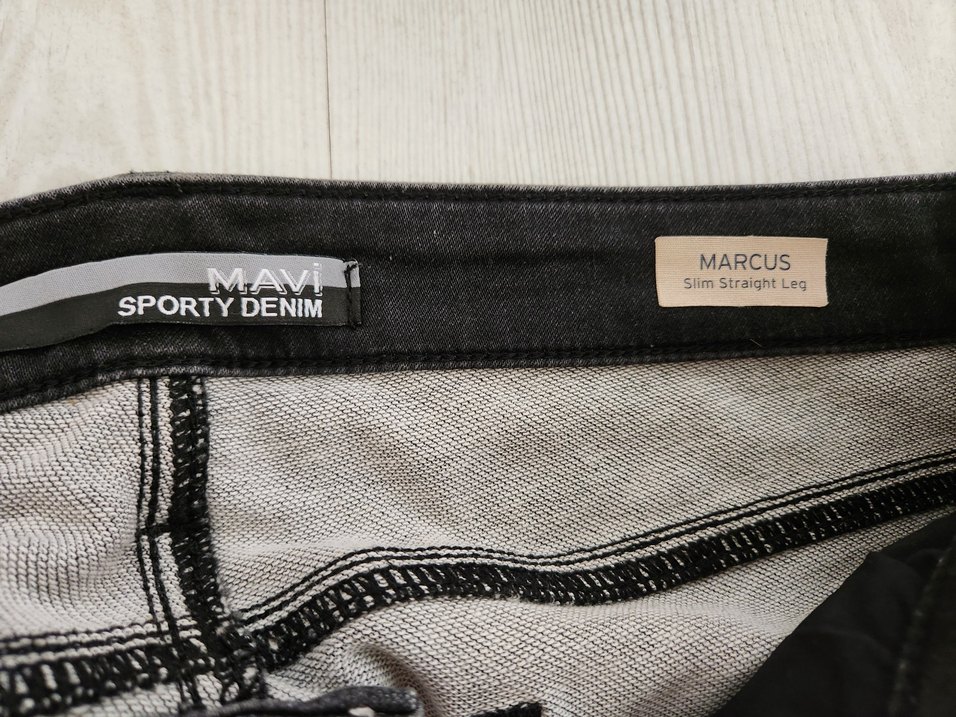 MAVi
SPORTY DENIM
MARCUS
Slim Straight Leg